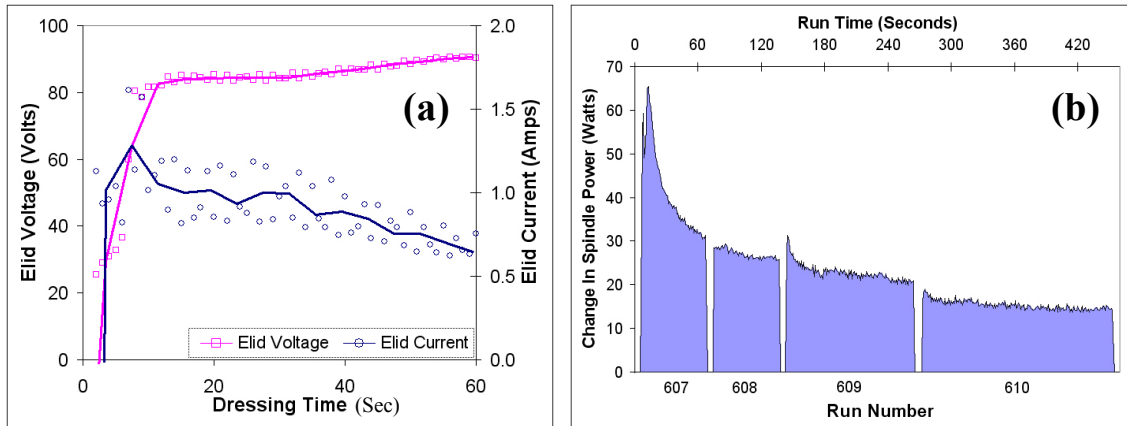 100
80
60
40
20
0
Elid Voltage (Volts)
2.0
1.5
1.0
0.5
0.0
Elid Current (Amps)
(a)
Elid Voltage Elid Current
0 20 40 60
Dressing Time (Sec)
Run Time (Seconds)
0 60 120 180 240 300 360 420
70
60
50
40
30
20
10
0
Change In Spindle Power (Watts)
(b)
607 608 609 610
Run Number